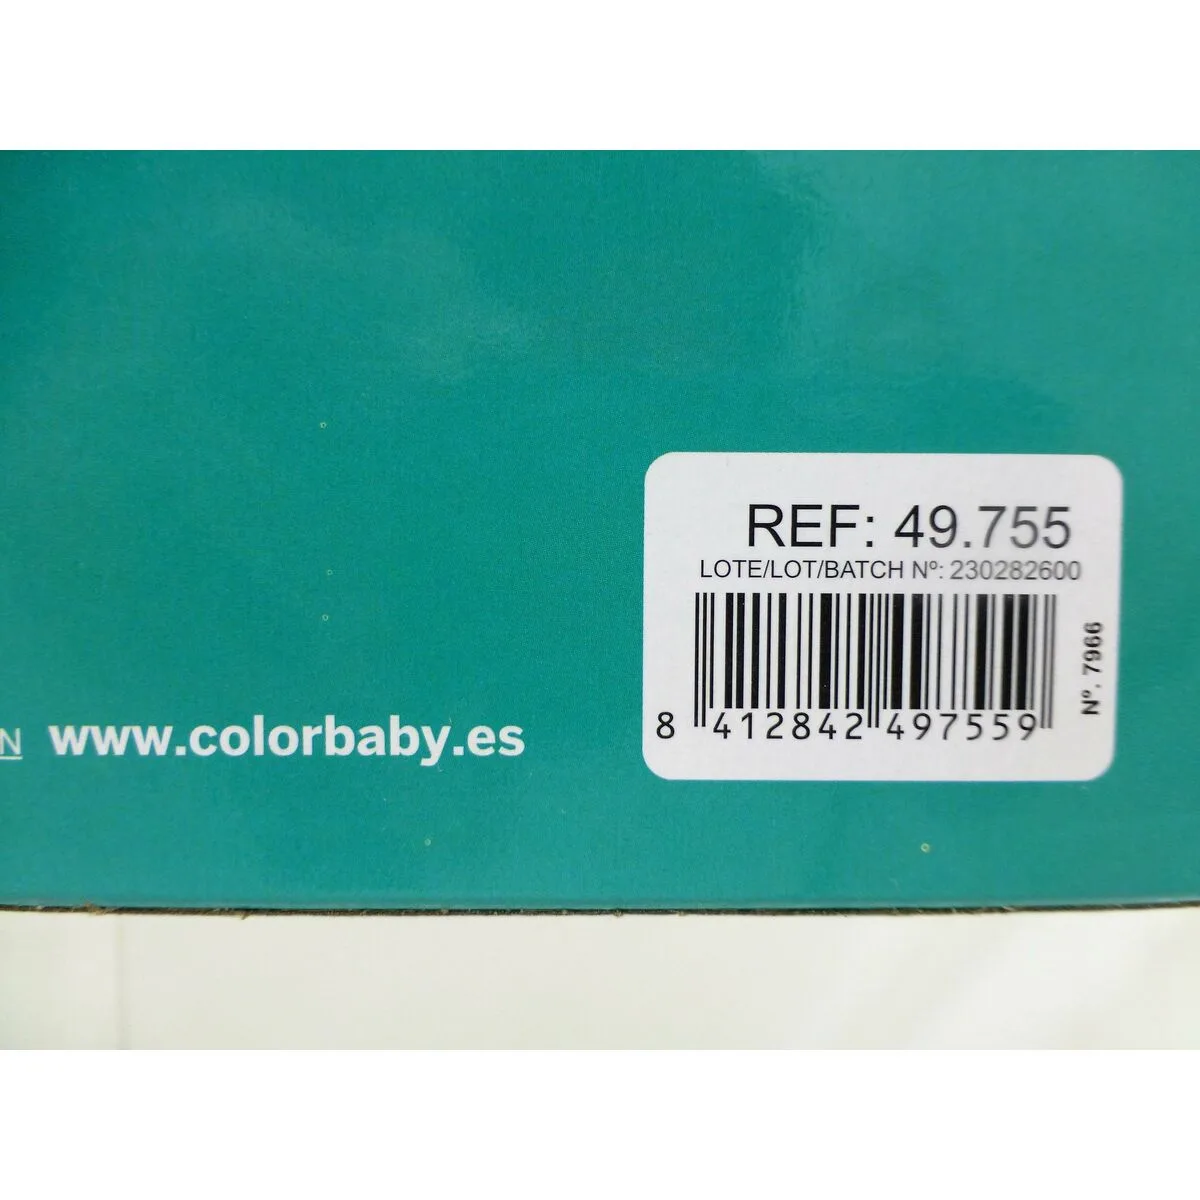 REF: 49.755
LOTE/LOT/BATCH Nº: 230282600
Nº. 7966
8 412842 497559
N www.colorbaby.es